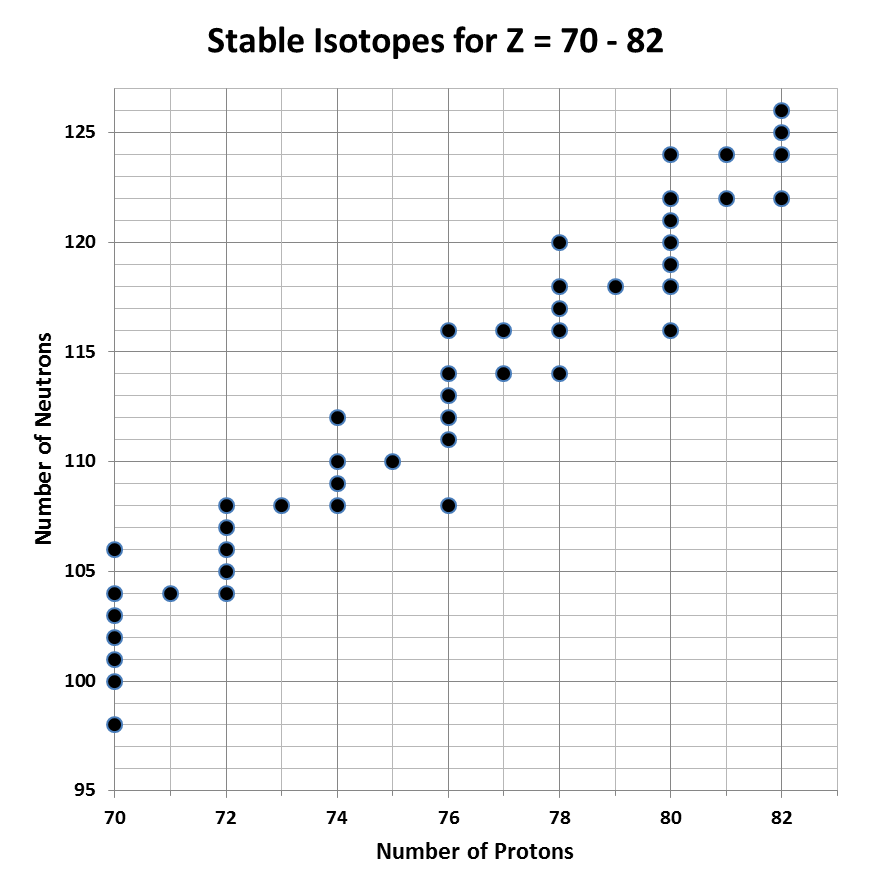 Stable Isotopes for Z = 70 - 82
Number of Neutrons
125
120
115
110
105
100
95
70 72 74 76 78 80 82
Number of Protons